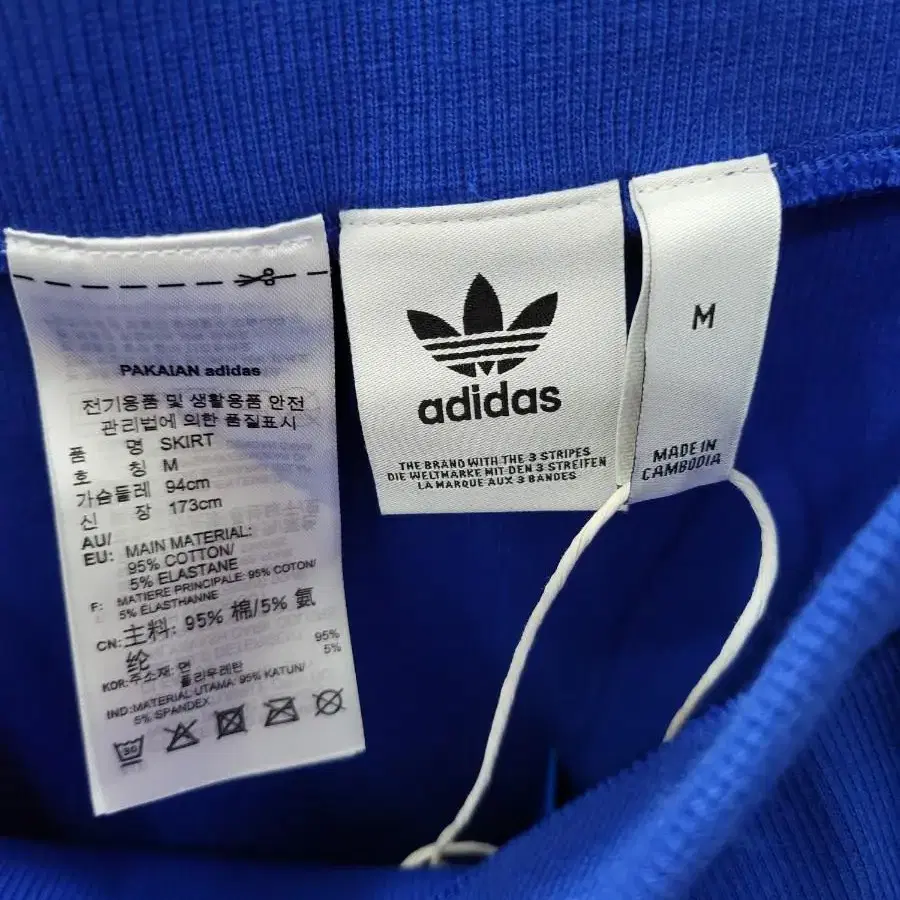 PAKAIAN adidas
전기용품 및 생활용품 안전
관리법에 의한 품질표시
품 명 SKIRT
호 칭 M
가슴둘레 94cm
신 장 173cm
AU/
EU: MAIN MATERIAL:
95% COTTON/
5% ELASTANE
F: MATIERE PRINCIPALE: 95% COTON/
5% ELASTHANNE
CN: 主料: 95% 棉/5% 氨
纶
KOR:주소재: 면 95%
폴리우레탄 5%
IND:MATERIAL UTAMA: 95% KATUN/
5% SPANDEX
30
adidas
THE BRAND WITH THE 3 STRIPES
DIE WELTMARKE MIT DEN 3 STREIFEN
LA MARQUE AUX 3 BANDES
M
MADE IN
CAMBODIA